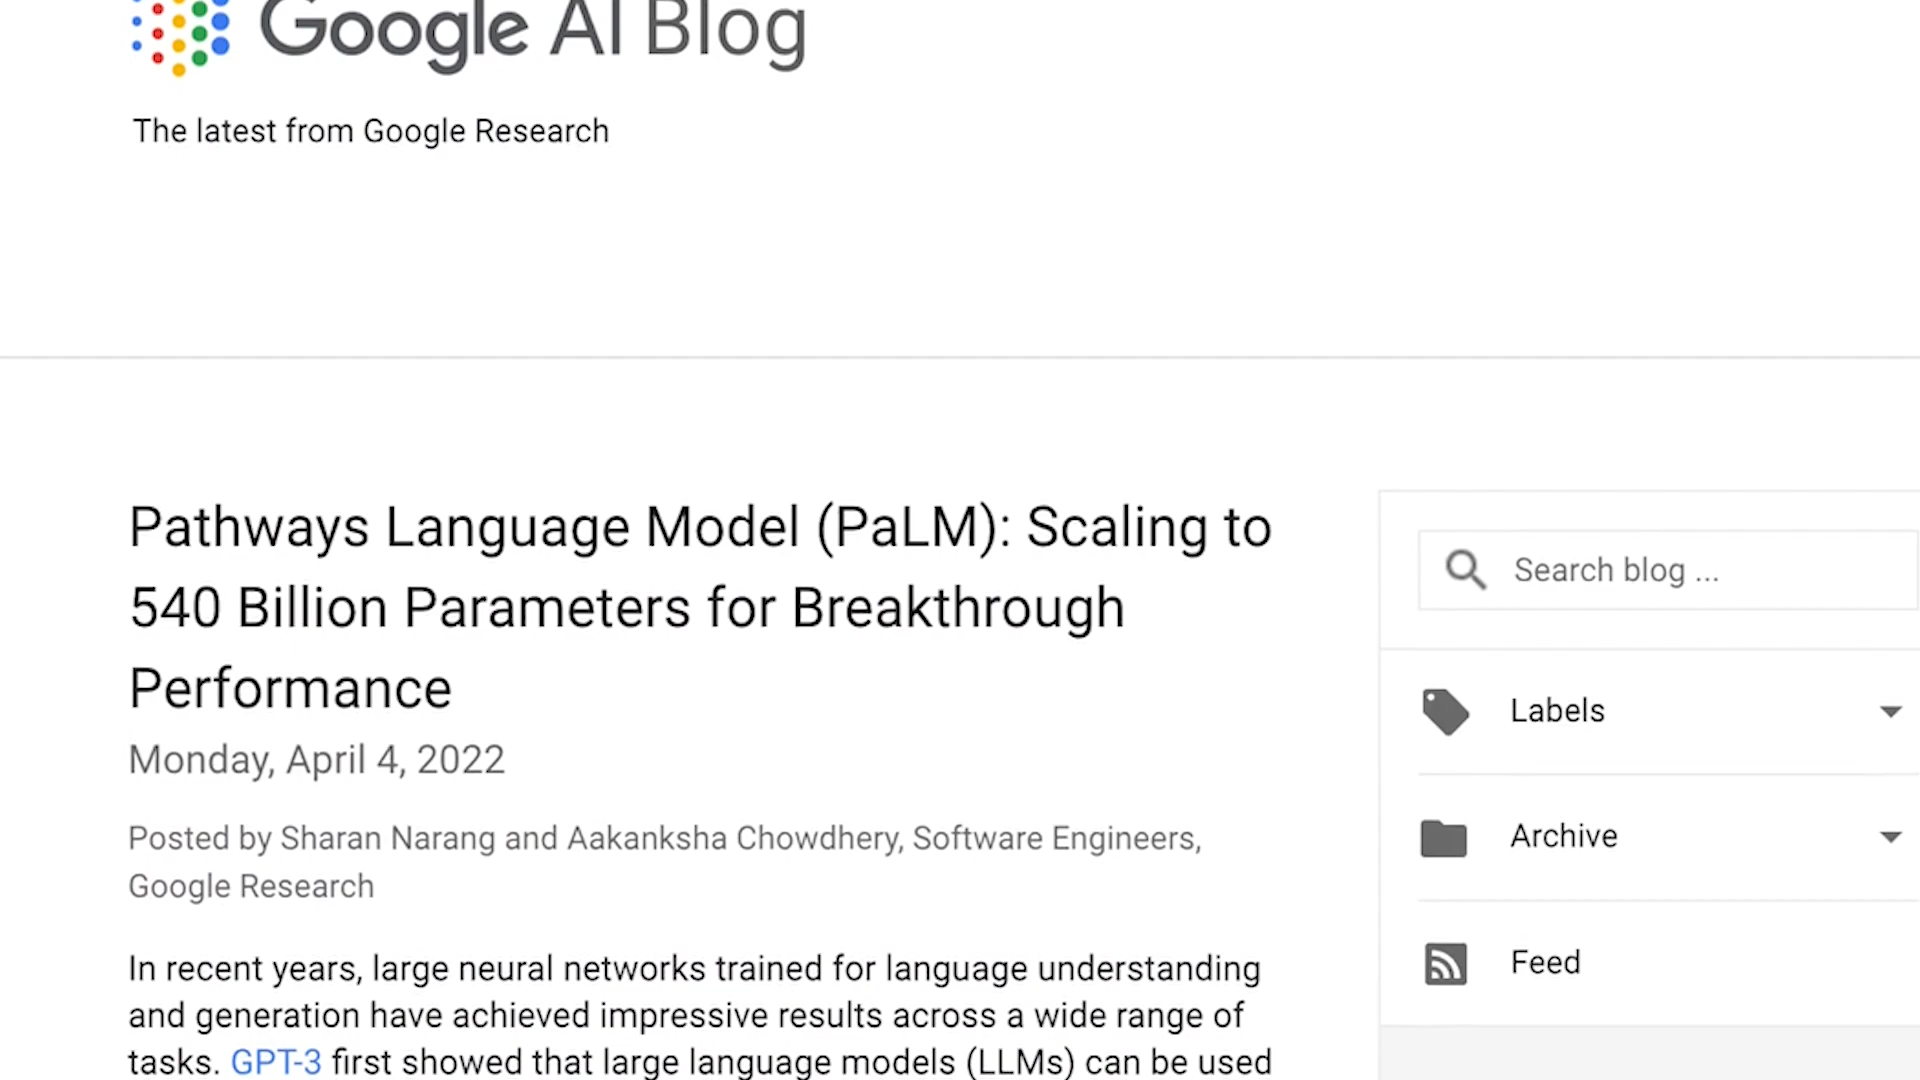 Google AI Blog
The latest from Google Research
Pathways Language Model (PaLM): Scaling to
540 Billion Parameters for Breakthrough
Performance
Monday, April 4, 2022
Posted by Sharan Narang and Aakanksha Chowdhery, Software Engineers,
Google Research
In recent years, large neural networks trained for language understanding
and generation have achieved impressive results across a wide range of
tasks. GPT-3 first showed that large language models (LLMs) can be used
Search blog ...
Labels
Archive
Feed